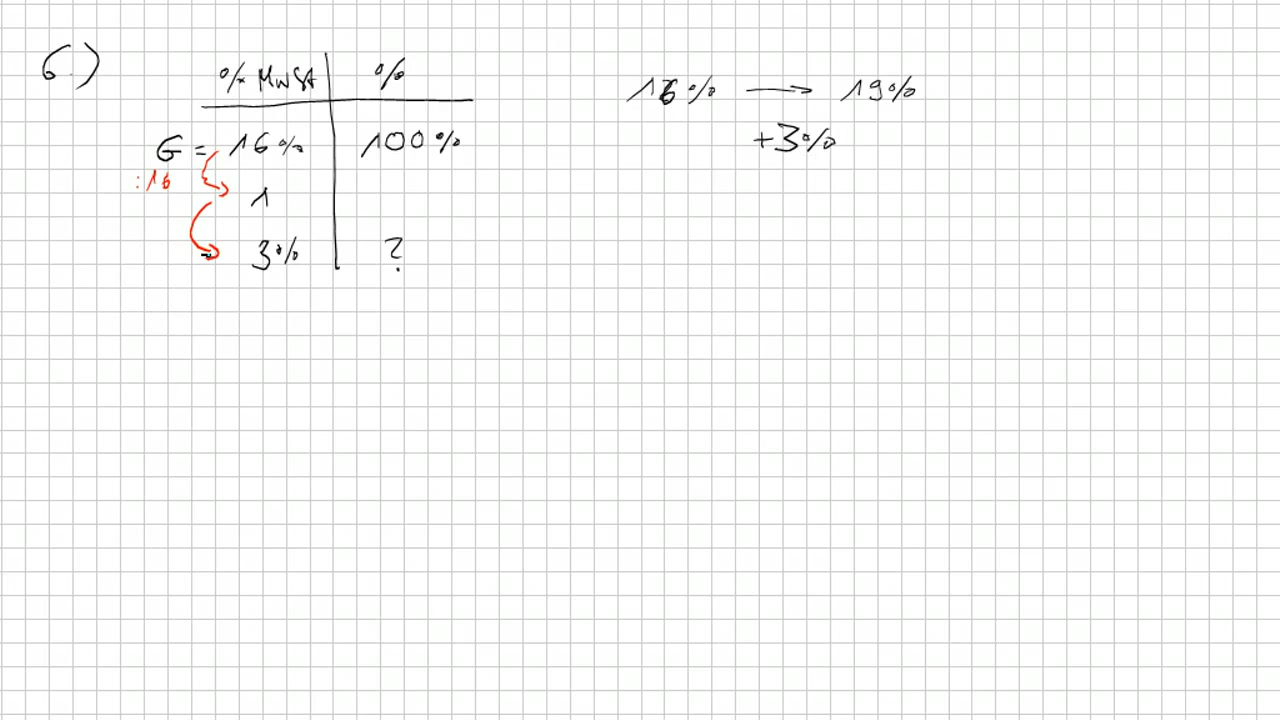 6.)
% MwSt %
G = 16% 100%
:16
1
3% ?
16% → 19%
+3%